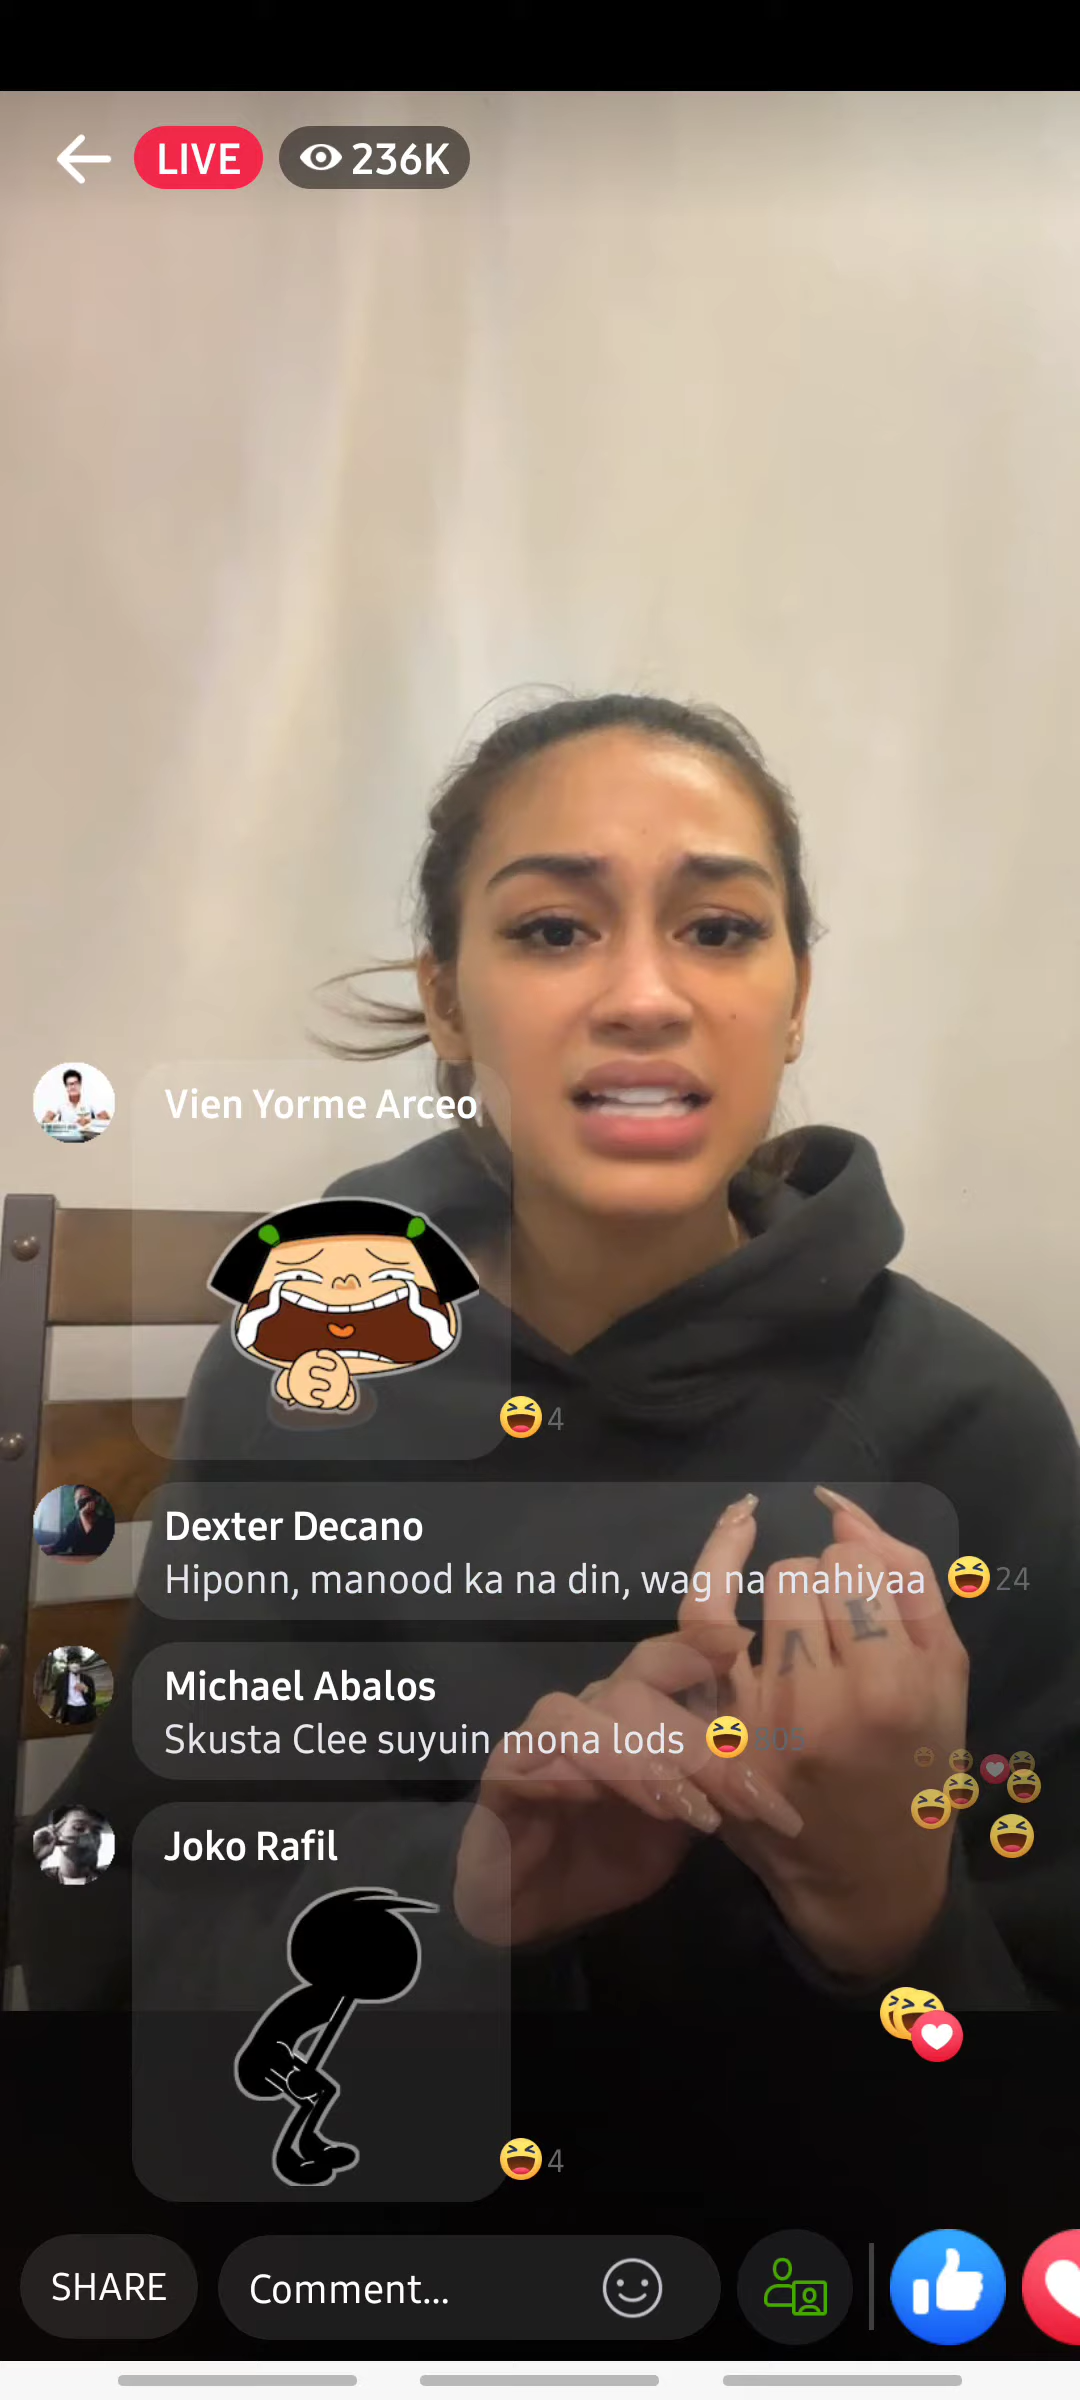 LIVE 236K
Vien Yorme Arceo
4
Dexter Decano
Hiponn, manood ka na din, wag na mahiyaa 24
Michael Abalos
Skusta Clee suyuin mona lods 805
Joko Rafil
4
SHARE Comment...